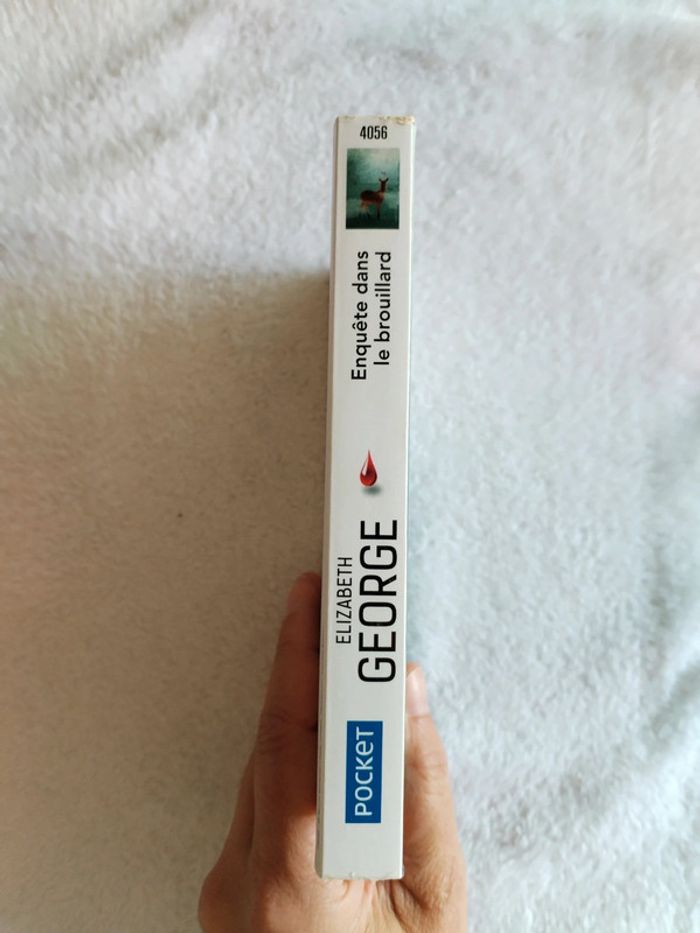 4056
Enquête dans
le brouillard
ELIZABETH
GEORGE
POCKET